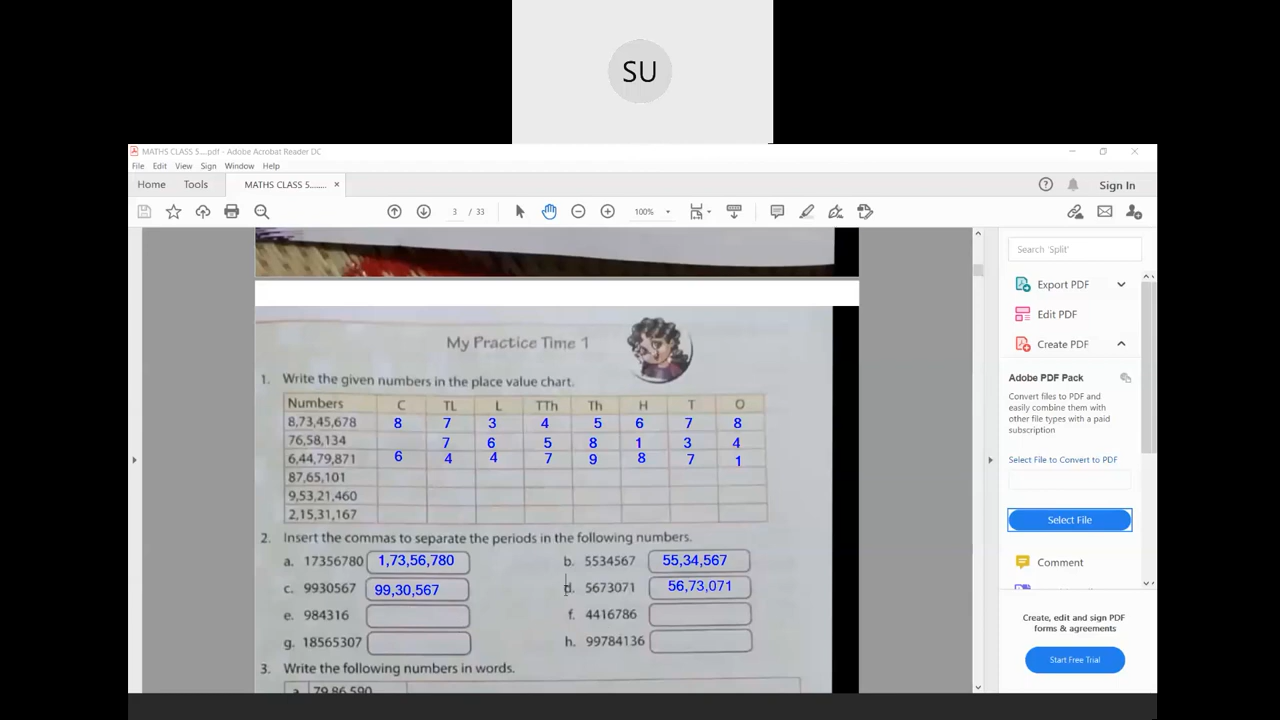 SU
MATHS CLASS 5....pdf - Adobe Acrobat Reader DC
File Edit View Sign Window Help
Home Tools MATHS CLASS 5........ × Sign In
3 / 33 100%
Search 'Split'
Export PDF
Edit PDF
Create PDF
Adobe PDF Pack
Convert files to PDF and
easily combine them with
other file types with a paid
subscription
Select File to Convert to PDF
Select File
Comment
Create, edit and sign PDF
forms & agreements
Start Free Trial
My Practice Time 1
1. Write the given numbers in the place value chart.
Numbers C TL L TTh Th H T O
8,73,45,678 8 7 3 4 5 6 7 8
76,58,134 7 6 5 8 1 3 4
6,44,79,871 6 4 4 7 9 8 7 1
87,65,101
9,53,21,460
2,15,31,167
2. Insert the commas to separate the periods in the following numbers.
a. 17356780 1,73,56,780 b. 5534567 55,34,567
c. 9930567 99,30,567 d. 5673071 56,73,071
e. 984316 f. 4416786
g. 18565307 h. 99784136
3. Write the following numbers in words.
a. 79,86,590